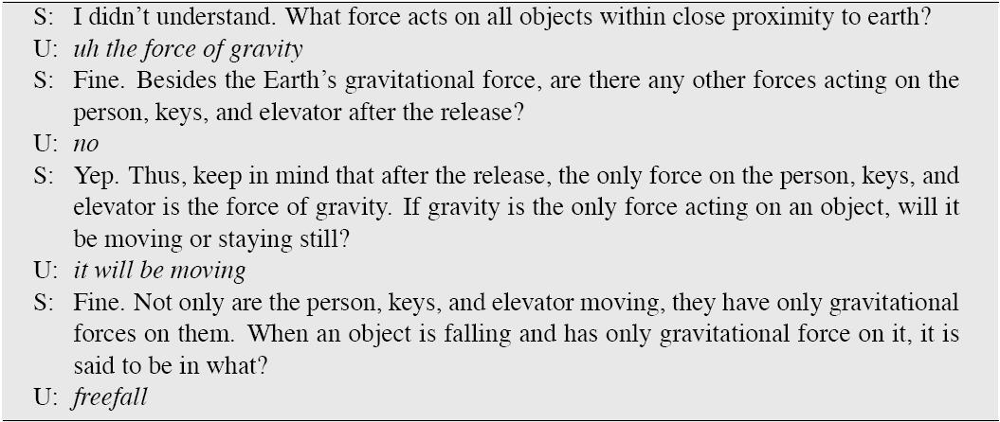 S: I didn't understand. What force acts on all objects within close proximity to earth?
U: uh the force of gravity
S: Fine. Besides the Earth's gravitational force, are there any other forces acting on the
person, keys, and elevator after the release?
U: no
S: Yep. Thus, keep in mind that after the release, the only force on the person, keys, and
elevator is the force of gravity. If gravity is the only force acting on an object, will it
be moving or staying still?
U: it will be moving
S: Fine. Not only are the person, keys, and elevator moving, they have only gravitational
forces on them. When an object is falling and has only gravitational force on it, it is
said to be in what?
U: freefall